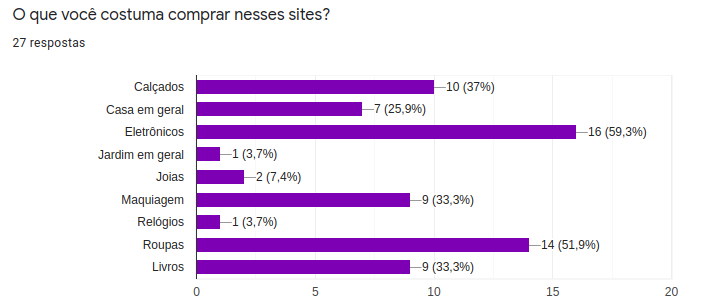 O que você costuma comprar nesses sites?
27 respostas
Calçados 10 (37%)
Casa em geral 7 (25,9%)
Eletrônicos 16 (59,3%)
Jardim em geral 1 (3,7%)
Joias 2 (7,4%)
Maquiagem 9 (33,3%)
Relógios 1 (3,7%)
Roupas 14 (51,9%)
Livros 9 (33,3%)
0 5 10 15 20